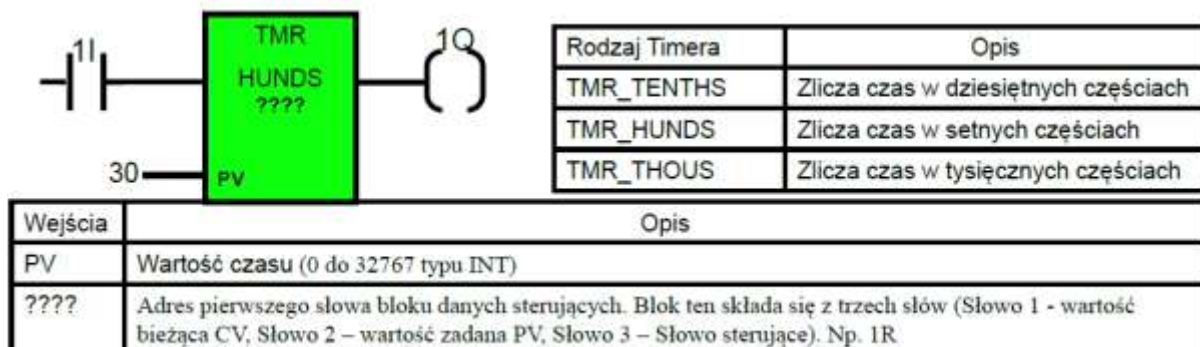 1I
TMR
HUNDS
????
1Q
30
PV
Rodzaj Timera Opis
TMR_TENTHS Zlicza czas w dziesiętnych częściach
TMR_HUNDS Zlicza czas w setnych częściach
TMR_THOUS Zlicza czas w tysięcznych częściach
Wejścia Opis
PV Wartość czasu (0 do 32767 typu INT)
???? Adres pierwszego słowa bloku danych sterujących. Blok ten składa się z trzech słów (Słowo 1 - wartość
bieżąca CV, Słowo 2 – wartość zadana PV, Słowo 3 – Słowo sterujące). Np. 1R